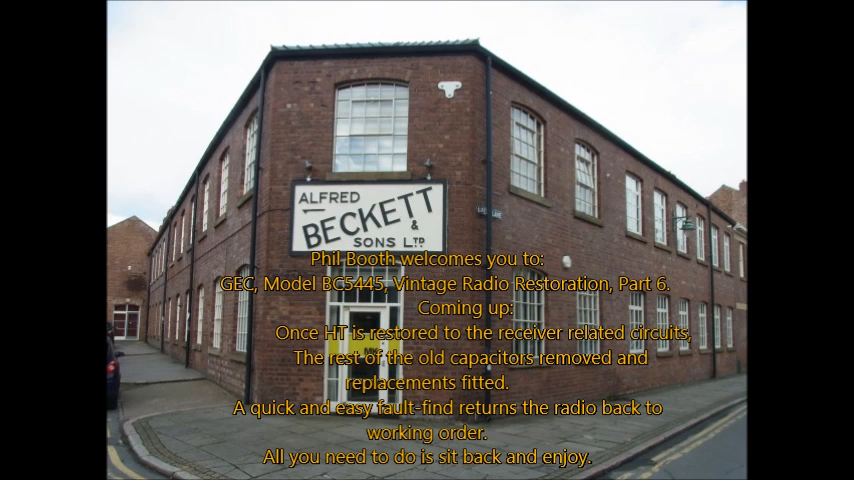 ALFRED
BECKETT
&
SONS LTD
Phil Booth welcomes you to:
GEC, Model BC5445, Vintage Radio Restoration, Part 6.
Coming up:
Once HT is restored to the receiver related circuits,
The rest of the old capacitors removed and
replacements fitted.
A quick and easy fault-find returns the radio back to
working order.
All you need to do is sit back and enjoy.